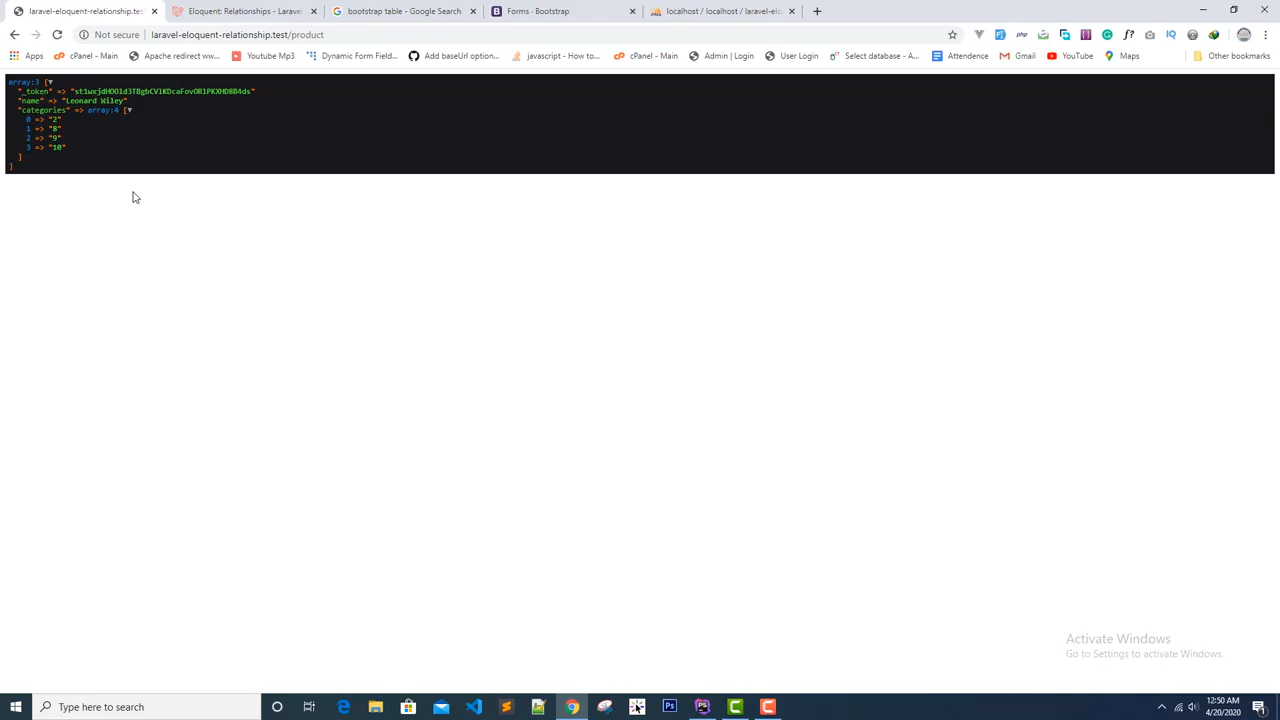 laravel-eloquent-relationship.tes
Eloquent: Relationships - Laravel
bootstrap table - Google Search
Forms · Bootstrap
localhost / localhost / laravel-elo
Not secure
laravel-eloquent-relationship.test/product
Apps
cPanel - Main
Apache redirect ww...
Youtube Mp3
Dynamic Form Field...
Add baseUrl option...
javascript - How to...
cPanel - Main
Admin | Login
User Login
Select database - A...
Attendence
Gmail
YouTube
Maps
Other bookmarks
array:3 [▼
"_token" => 
"name" => "Leonard Wiley"
"categories" => array:4 [▼
0 => "2"
1 => "8"
2 => "9"
3 => "10"
]
]
Activate Windows
Go to Settings to activate Windows.
Type here to search
12:50 AM
4/20/2020